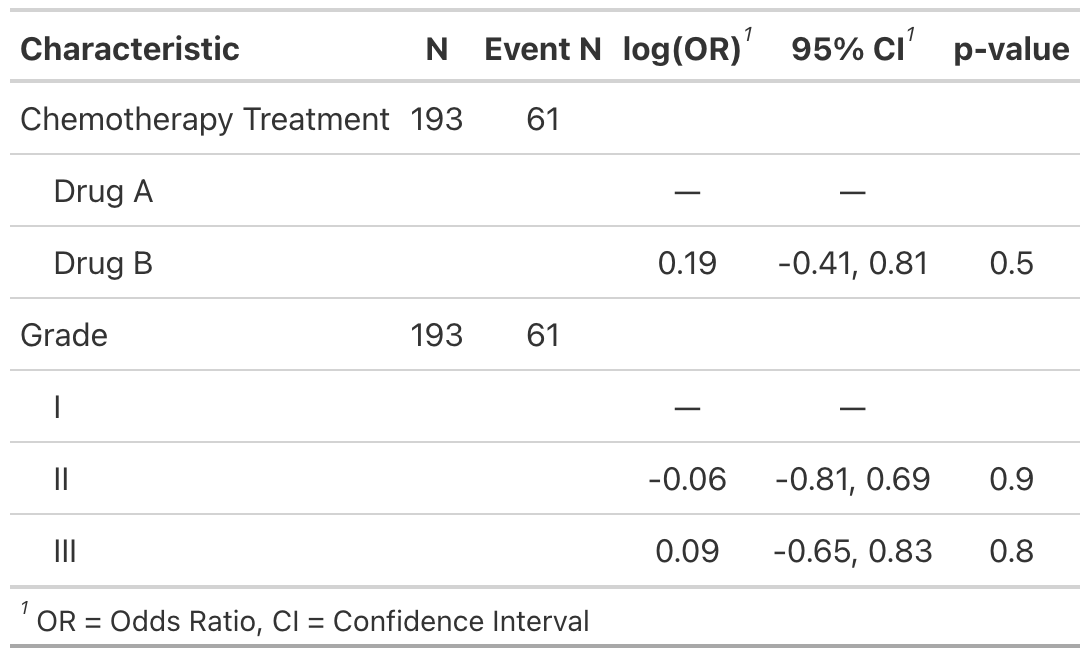 Characteristic N Event N log(OR)¹ 95% CI¹ p-value
Chemotherapy Treatment 193 61
Drug A — —
Drug B 0.19 -0.41, 0.81 0.5
Grade 193 61
I — —
II -0.06 -0.81, 0.69 0.9
III 0.09 -0.65, 0.83 0.8
¹ OR = Odds Ratio, CI = Confidence Interval